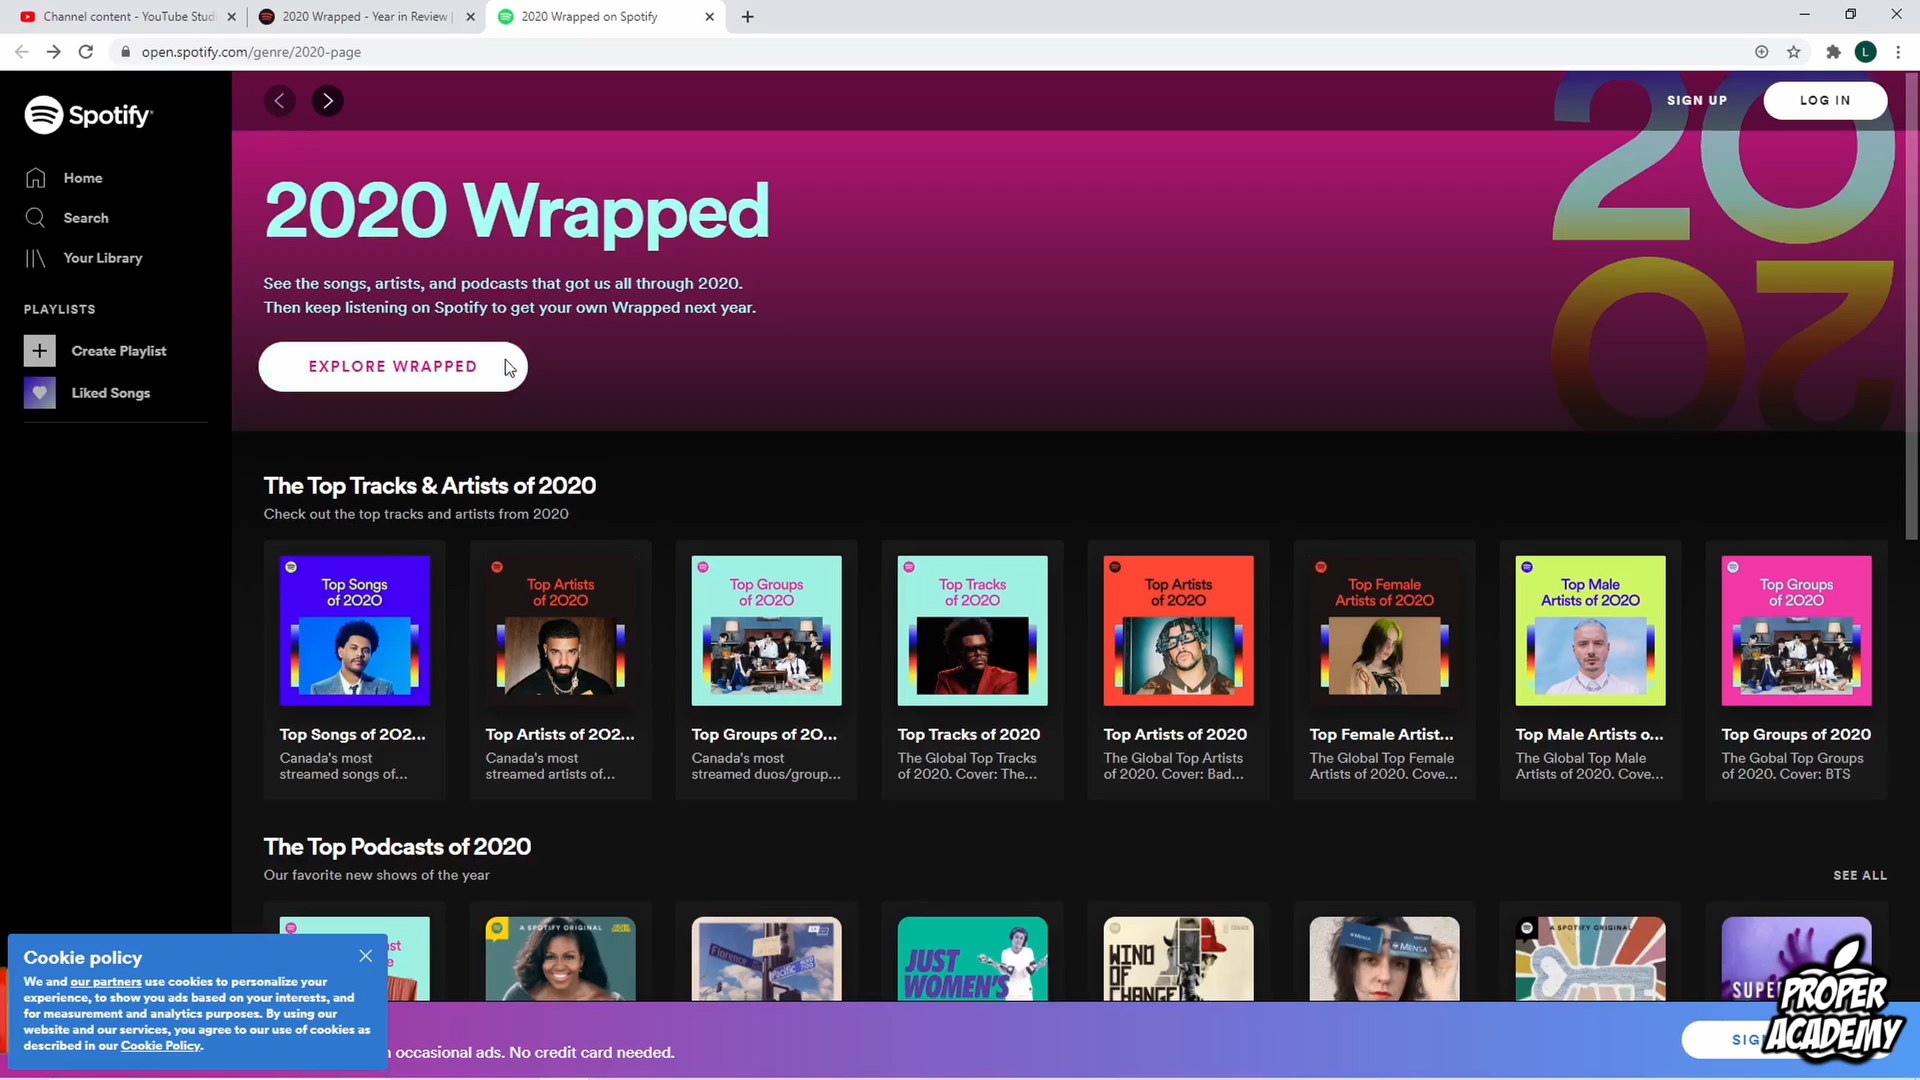 Channel content - YouTube Stud
2020 Wrapped - Year in Review |
2020 Wrapped on Spotify
open.spotify.com/genre/2020-page
L
Spotify
Home
Search
Your Library
PLAYLISTS
Create Playlist
Liked Songs
SIGN UP
LOG IN
2020
2020 Wrapped
See the songs, artists, and podcasts that got us all through 2020.
Then keep listening on Spotify to get your own Wrapped next year.
EXPLORE WRAPPED
The Top Tracks & Artists of 2020
Check out the top tracks and artists from 2020
Top Songs
of 2020
Top Artists
of 2020
Top Groups
of 2020
Top Tracks
of 2020
Top Artists
of 2020
Top Female
Artists of 2020
Top Male
Artists of 2020
Top Groups
of 2020
Top Songs of 202...
Canada's most
streamed songs of...
Top Artists of 202...
Canada's most
streamed artists of...
Top Groups of 20...
Canada's most
streamed duos/group...
Top Tracks of 2020
The Global Top Tracks
of 2020. Cover: The...
Top Artists of 2020
The Global Top Artists
of 2020. Cover: Bad...
Top Female Artist...
The Global Top Female
Artists of 2020. Cove...
Top Male Artists o...
The Global Top Male
Artists of 2020. Cove...
Top Groups of 2020
The Gobal Top Groups
of 2020. Cover: BTS
The Top Podcasts of 2020
Our favorite new shows of the year
SEE ALL
A SPOTIFY ORIGINAL
Florence
Pacific
JUST
WOMEN'S
WIND
OF
CHANGE
MENSA
A SPOTIFY ORIGINAL
SUPER
Cookie policy
We and our partners use cookies to personalize your
experience, to show you ads based on your interests, and
for measurement and analytics purposes. By using our
website and our services, you agree to our use of cookies as
described in our Cookie Policy.
occasional ads. No credit card needed.
SIG
PROPER
ACADEMY